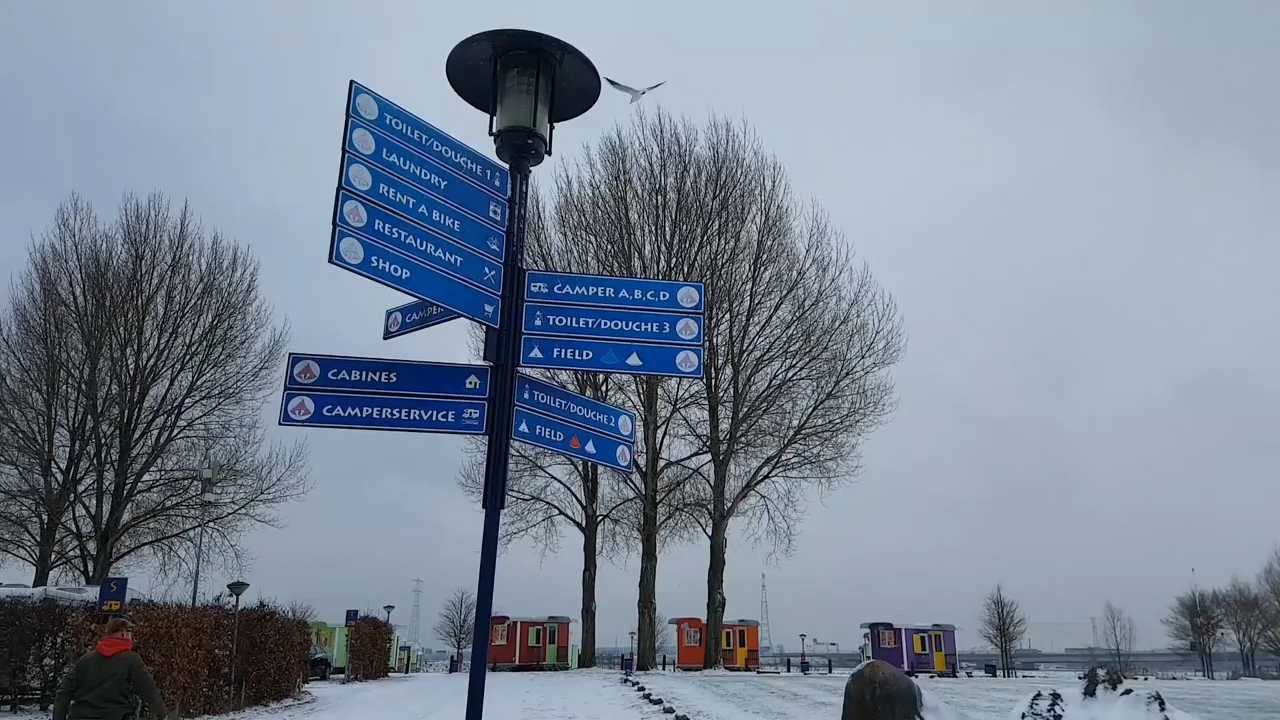 TOILET/DOUCHE 1
LAUNDRY
RENT A BIKE
RESTAURANT
SHOP
CAMPER A,B,C,D
TOILET/DOUCHE 3
FIELD
CABINES
CAMPERSERVICE
TOILET/DOUCHE 2
FIELD
S